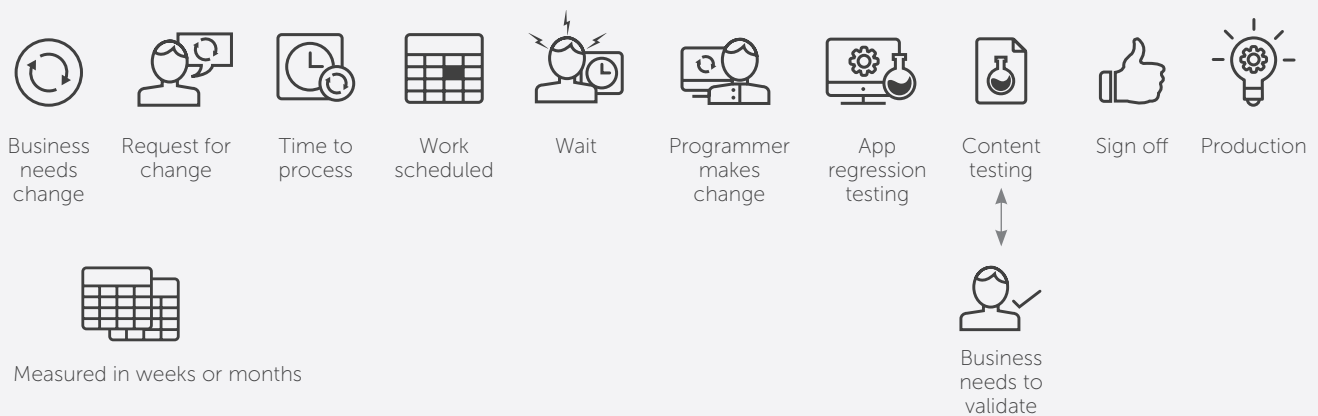 Business
needs
change
Request for
change
Time to
process
Work
scheduled
Wait
Programmer
makes
change
App
regression
testing
Content
testing
Sign off
Production
Measured in weeks or months
Business
needs to
validate